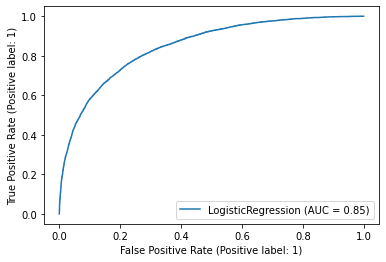 1.0
0.8
0.6
0.4
0.2
0.0
True Positive Rate (Positive label: 1)
LogisticRegression (AUC = 0.85)
0.0 0.2 0.4 0.6 0.8 1.0
False Positive Rate (Positive label: 1)